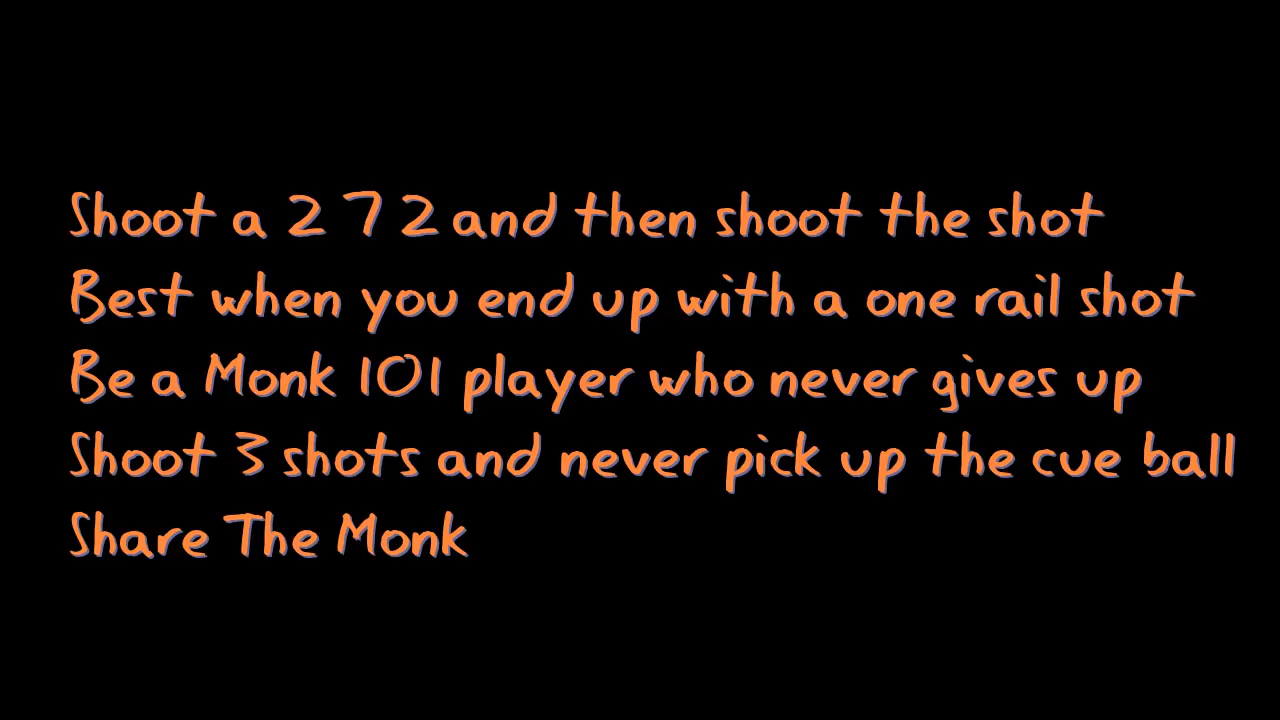 Shoot a 2 7 2 and then shoot the shot
Best when you end up with a one rail shot
Be a Monk 101 player who never gives up
Shoot 3 shots and never pick up the cue ball
Share The Monk